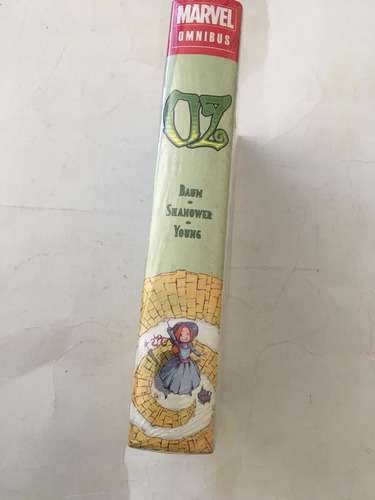 MARVEL
OMNIBUS
OZ
BAUM
SHANOWER
YOUNG